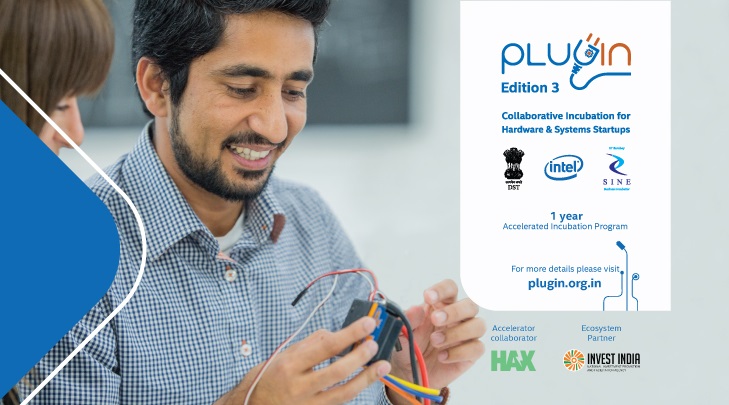 PLUGIN
Edition 3
Collaborative Incubation for
Hardware & Systems Startups
DST
intel
SINE
1 year
Accelerated Incubation Program
For more details please visit
plugin.org.in
Accelerator
collaborator
Ecosystem
Partner
HAX
INVEST INDIA